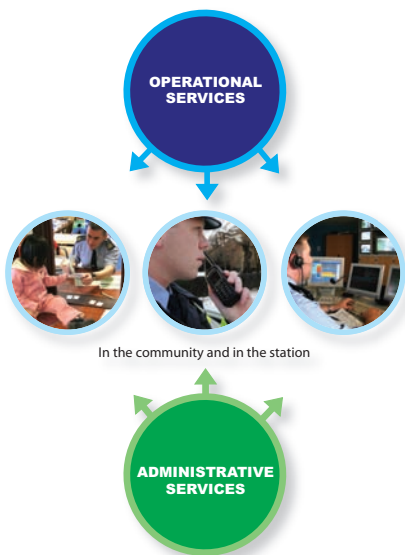 OPERATIONAL
SERVICES
In the community and in the station
ADMINISTRATIVE
SERVICES